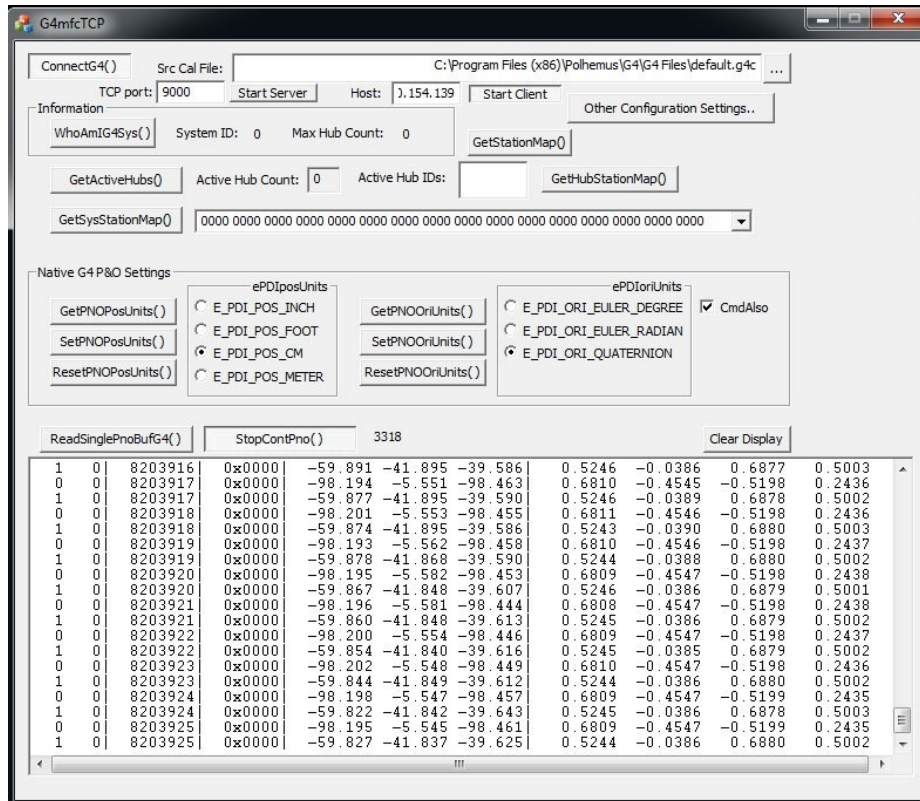 G4mfcTCP
ConnectG4() Src Cal File: C:\Program Files (x86)\Polhemus\G4\G4 Files\default.g4c ...
TCP port: 9000 Start Server Host: 0.154.139 Start Client
Information Other Configuration Settings..
WhoAmIG4Sys() System ID: 0 Max Hub Count: 0
GetStationMap()
GetActiveHubs() Active Hub Count: 0 Active Hub IDs: GetHubStationMap()
GetSysStationMap() 0000 0000 0000 0000 0000 0000 0000 0000 0000 0000 0000 0000 0000 0000 0000 0000
Native G4 P&O Settings
ePDIposUnits ePDIoriUnits
GetPNOPosUnits() E_PDI_POS_INCH GetPNOOriUnits() E_PDI_ORI_EULER_DEGREE CmdAlso
E_PDI_POS_FOOT E_PDI_ORI_EULER_RADIAN
SetPNOPosUnits() SetPNOOriUnits()
E_PDI_POS_CM E_PDI_ORI_QUATERNION
ResetPNOPosUnits() ResetPNOOriUnits()
E_PDI_POS_METER
ReadSinglePnoBufG4() StopContPno() 3318 Clear Display
1 0| 8203916| 0x0000| -59.891 -41.895 -39.586| 0.5246 -0.0386 0.6877 0.5003
0 0| 8203917| 0x0000| -98.194 -5.551 -98.463| 0.6810 -0.4545 -0.5198 0.2436
1 0| 8203917| 0x0000| -59.877 -41.895 -39.590| 0.5246 -0.0389 0.6878 0.5002
0 0| 8203918| 0x0000| -98.201 -5.553 -98.455| 0.6811 -0.4546 -0.5198 0.2436
1 0| 8203918| 0x0000| -59.874 -41.895 -39.586| 0.5243 -0.0390 0.6880 0.5003
0 0| 8203919| 0x0000| -98.193 -5.562 -98.458| 0.6810 -0.4546 -0.5198 0.2437
1 0| 8203919| 0x0000| -59.878 -41.868 -39.590| 0.5244 -0.0388 0.6880 0.5002
0 0| 8203920| 0x0000| -98.195 -5.582 -98.453| 0.6809 -0.4547 -0.5198 0.2438
1 0| 8203920| 0x0000| -59.867 -41.848 -39.607| 0.5246 -0.0386 0.6879 0.5001
0 0| 8203921| 0x0000| -98.196 -5.581 -98.444| 0.6808 -0.4547 -0.5198 0.2438
1 0| 8203921| 0x0000| -59.860 -41.848 -39.613| 0.5245 -0.0386 0.6879 0.5002
0 0| 8203922| 0x0000| -98.200 -5.554 -98.446| 0.6809 -0.4547 -0.5198 0.2437
1 0| 8203922| 0x0000| -59.854 -41.840 -39.616| 0.5245 -0.0385 0.6879 0.5002
0 0| 8203923| 0x0000| -98.202 -5.548 -98.449| 0.6810 -0.4547 -0.5198 0.2436
1 0| 8203923| 0x0000| -59.844 -41.849 -39.612| 0.5244 -0.0386 0.6880 0.5002
0 0| 8203924| 0x0000| -98.198 -5.547 -98.457| 0.6809 -0.4547 -0.5199 0.2435
1 0| 8203924| 0x0000| -59.822 -41.842 -39.643| 0.5245 -0.0386 0.6878 0.5003
0 0| 8203925| 0x0000| -98.195 -5.545 -98.461| 0.6809 -0.4547 -0.5199 0.2435
1 0| 8203925| 0x0000| -59.827 -41.837 -39.625| 0.5244 -0.0386 0.6880 0.5002